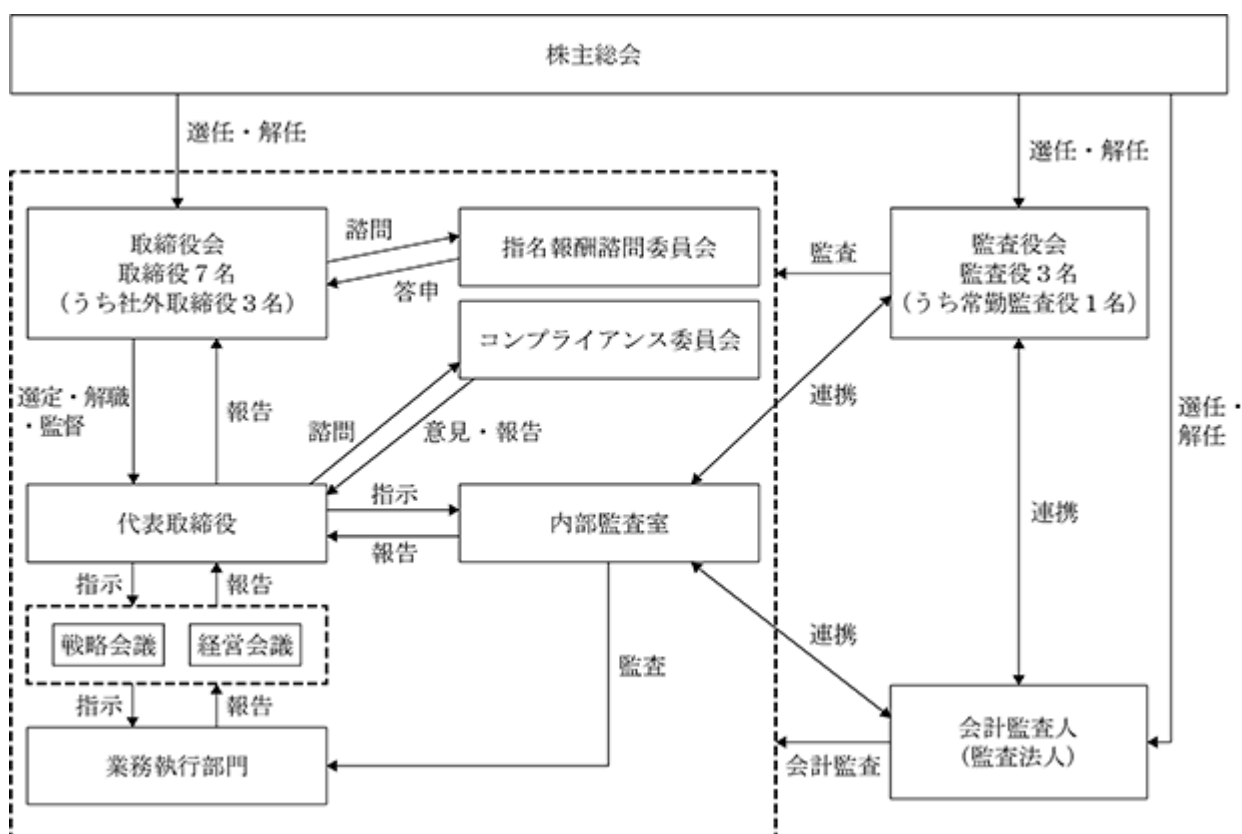 株主総会
選任・解任
選任・解任
取締役会
取締役7名
(うち社外取締役3名)
諮問
答申
指名報酬諮問委員会
監査
監査役会
監査役3名
(うち常勤監査役1名)
コンプライアンス委員会
選定・解職
・監督
報告
諮問
意見・報告
連携
選任・
解任
代表取締役
指示
報告
内部監査室
連携
指示
報告
戦略会議
経営会議
監査
連携
指示
報告
業務執行部門
会計監査
会計監査人
(監査法人)